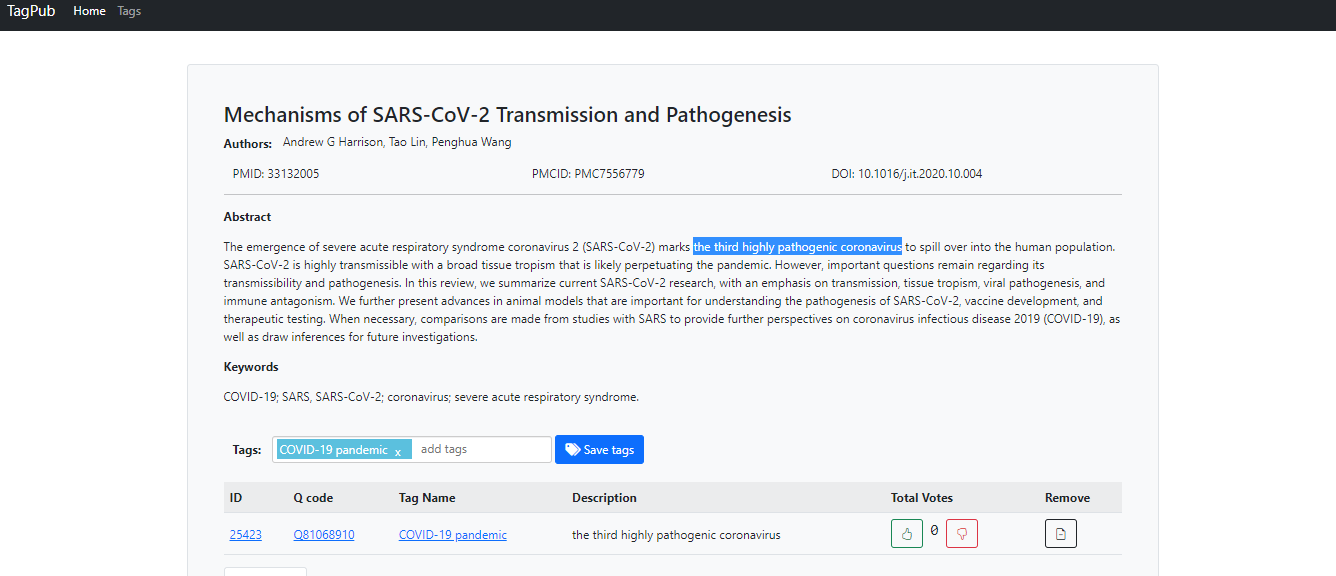 TagPub Home Tags
Mechanisms of SARS-CoV-2 Transmission and Pathogenesis
Authors: Andrew G Harrison, Tao Lin, Penghua Wang
PMID: 33132005 PMCID: PMC7556779 DOI: 10.1016/j.it.2020.10.004
Abstract
The emergence of severe acute respiratory syndrome coronavirus 2 (SARS-CoV-2) marks the third highly pathogenic coronavirus to spill over into the human population.
SARS-CoV-2 is highly transmissible with a broad tissue tropism that is likely perpetuating the pandemic. However, important questions remain regarding its
transmissibility and pathogenesis. In this review, we summarize current SARS-CoV-2 research, with an emphasis on transmission, tissue tropism, viral pathogenesis, and
immune antagonism. We further present advances in animal models that are important for understanding the pathogenesis of SARS-CoV-2, vaccine development, and
therapeutic testing. When necessary, comparisons are made from studies with SARS to provide further perspectives on coronavirus infectious disease 2019 (COVID-19), as
well as draw inferences for future investigations.
Keywords
COVID-19; SARS, SARS-CoV-2; coronavirus; severe acute respiratory syndrome.
Tags: COVID-19 pandemic x add tags Save tags
ID Q code Tag Name Description Total Votes Remove
25423 Q81068910 COVID-19 pandemic the third highly pathogenic coronavirus 0